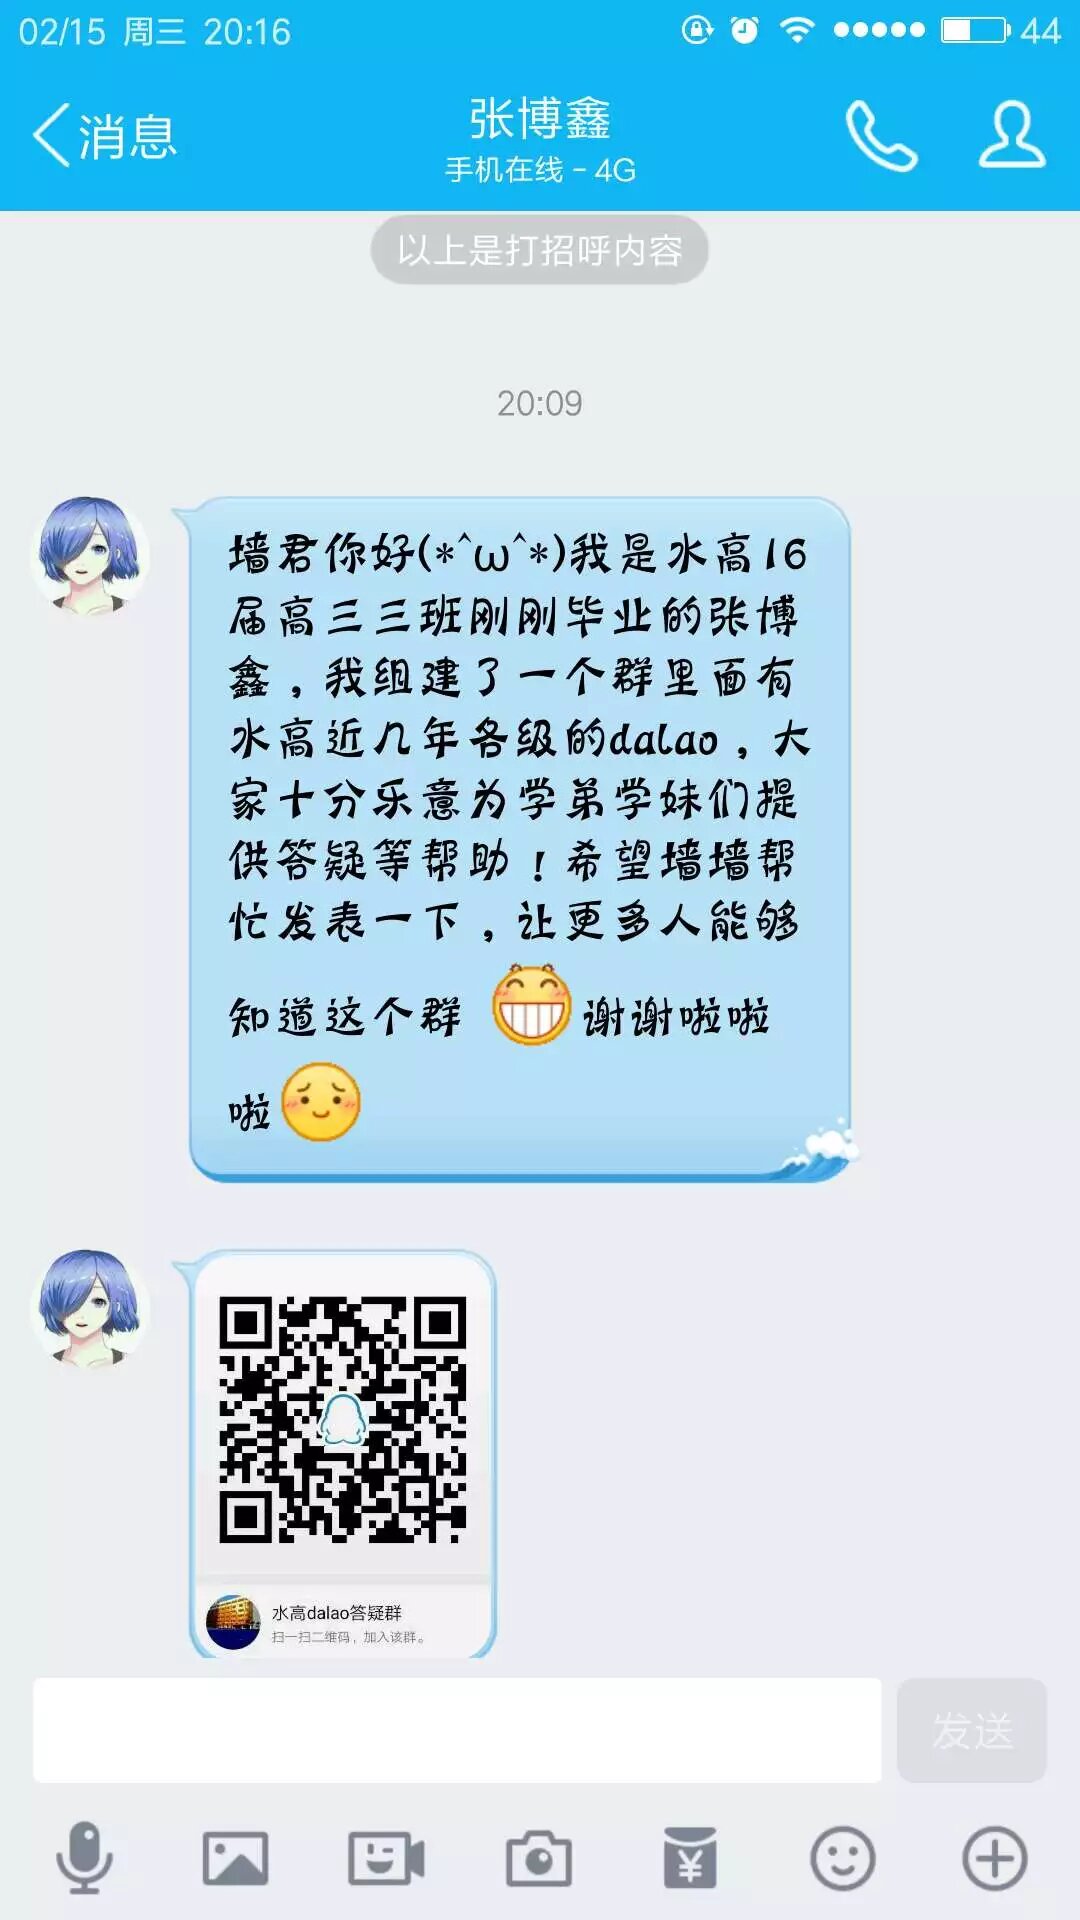 02/15 周三 20:16
44
消息
张博鑫
手机在线 - 4G
以上是打招呼内容
20:09
墙君你好(*^ω^*)我是水高16
届高三三班刚刚毕业的张博
鑫，我组建了一个群里面有
水高近几年各级的dalao，大
家十分乐意为学弟学妹们提
供答疑等帮助！希望墙墙帮
忙发表一下，让更多人能够
知道这个群 谢谢啦啦
啦
水高dalao答疑群
扫一扫二维码，加入该群。
发送